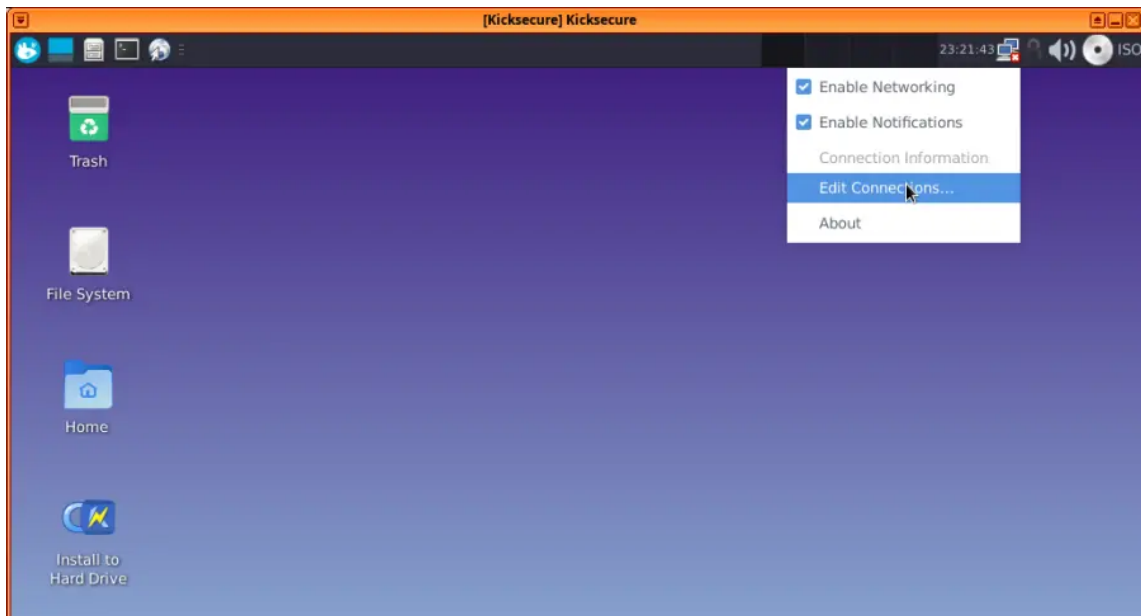 [Kicksecure] Kicksecure
23:21:43
ISO
Enable Networking
Enable Notifications
Connection Information
Edit Connections...
About
Trash
File System
Home
Install to
Hard Drive